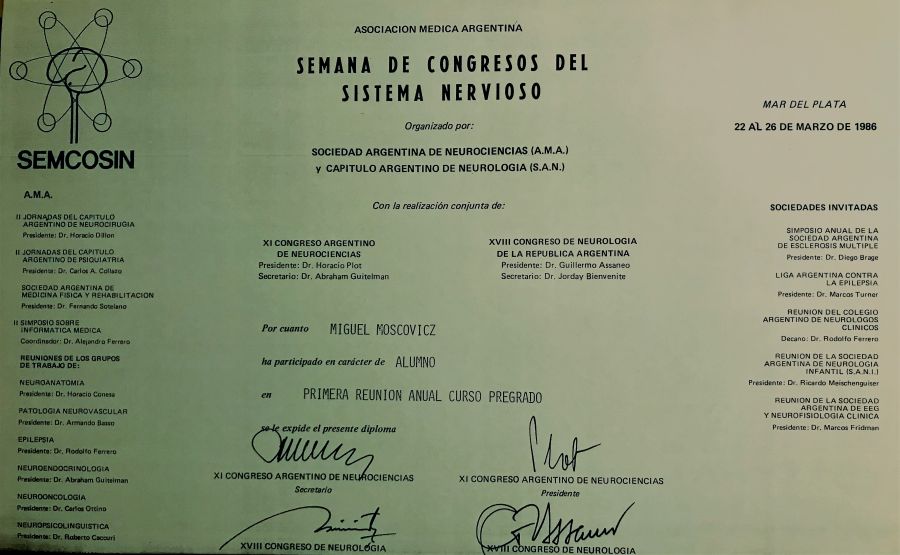 ASOCIACION MEDICA ARGENTINA
SEMANA DE CONGRESOS DEL
SISTEMA NERVIOSO
Organizado por:
SOCIEDAD ARGENTINA DE NEUROCIENCIAS (A.M.A.)
y CAPITULO ARGENTINO DE NEUROLOGIA (S.A.N.)
MAR DEL PLATA
22 AL 26 DE MARZO DE 1986
SEMCOSIN
A.M.A.
II JORNADAS DEL CAPITULO
ARGENTINO DE NEUROCIRUGIA
Presidente: Dr. Horacio Dillon
II JORNADAS DEL CAPITULO
ARGENTINO DE PSIQUIATRIA
Presidente: Dr. Carlos A. Collazo
SOCIEDAD ARGENTINA DE
MEDICINA FISICA Y REHABILITACION
Presidente: Dr. Fernando Sotelano
II SIMPOSIO SOBRE
INFORMATICA MEDICA
Coordinador: Dr. Alejandro Ferrero
REUNIONES DE LOS GRUPOS
DE TRABAJO DE:
NEUROANATOMIA
Presidente: Dr. Horacio Conesa
PATOLOGIA NEUROVASCULAR
Presidente: Dr. Armando Basso
EPILEPSIA
Presidente: Dr. Rodolfo Ferrero
NEUROENDOCRINOLOGIA
Presidente: Dr. Abraham Guitelman
NEUROONCOLOGIA
Presidente: Dr. Carlos Ottino
NEUROPSICOLINGUISTICA
Presidente: Dr. Roberto Caccuri
Con la realización conjunta de:
XI CONGRESO ARGENTINO
DE NEUROCIENCIAS
Presidente: Dr. Horacio Plot
Secretario: Dr. Abraham Guitelman
XVIII CONGRESO DE NEUROLOGIA
DE LA REPUBLICA ARGENTINA
Presidente: Dr. Guillermo Assaneo
Secretario: Dr. Jorday Bienvenite
Por cuanto MIGUEL MOSCOVICZ
ha participado en carácter de ALUMNO
en PRIMERA REUNION ANUAL CURSO PREGRADO
se le expide el presente diploma
XI CONGRESO ARGENTINO DE NEUROCIENCIAS
Secretario
XI CONGRESO ARGENTINO DE NEUROCIENCIAS
Presidente
XVIII CONGRESO DE NEUROLOGIA
XVIII CONGRESO DE NEUROLOGIA
SOCIEDADES INVITADAS
SIMPOSIO ANUAL DE LA
SOCIEDAD ARGENTINA
DE ESCLEROSIS MULTIPLE
Presidente: Dr. Diego Brage
LIGA ARGENTINA CONTRA
LA EPILEPSIA
Presidente: Dr. Marcos Turner
REUNION DEL COLEGIO
ARGENTINO DE NEUROLOGOS
CLINICOS
Decano: Dr. Rodolfo Ferrero
REUNION DE LA SOCIEDAD
ARGENTINA DE NEUROLOGIA
INFANTIL (S.A.N.I.)
Presidente: Dr. Ricardo Meischenguiser
REUNION DE LA SOCIEDAD
ARGENTINA DE EEG
Y NEUROFISIOLOGIA CLINICA
Presidente: Dr. Marcos Fridman